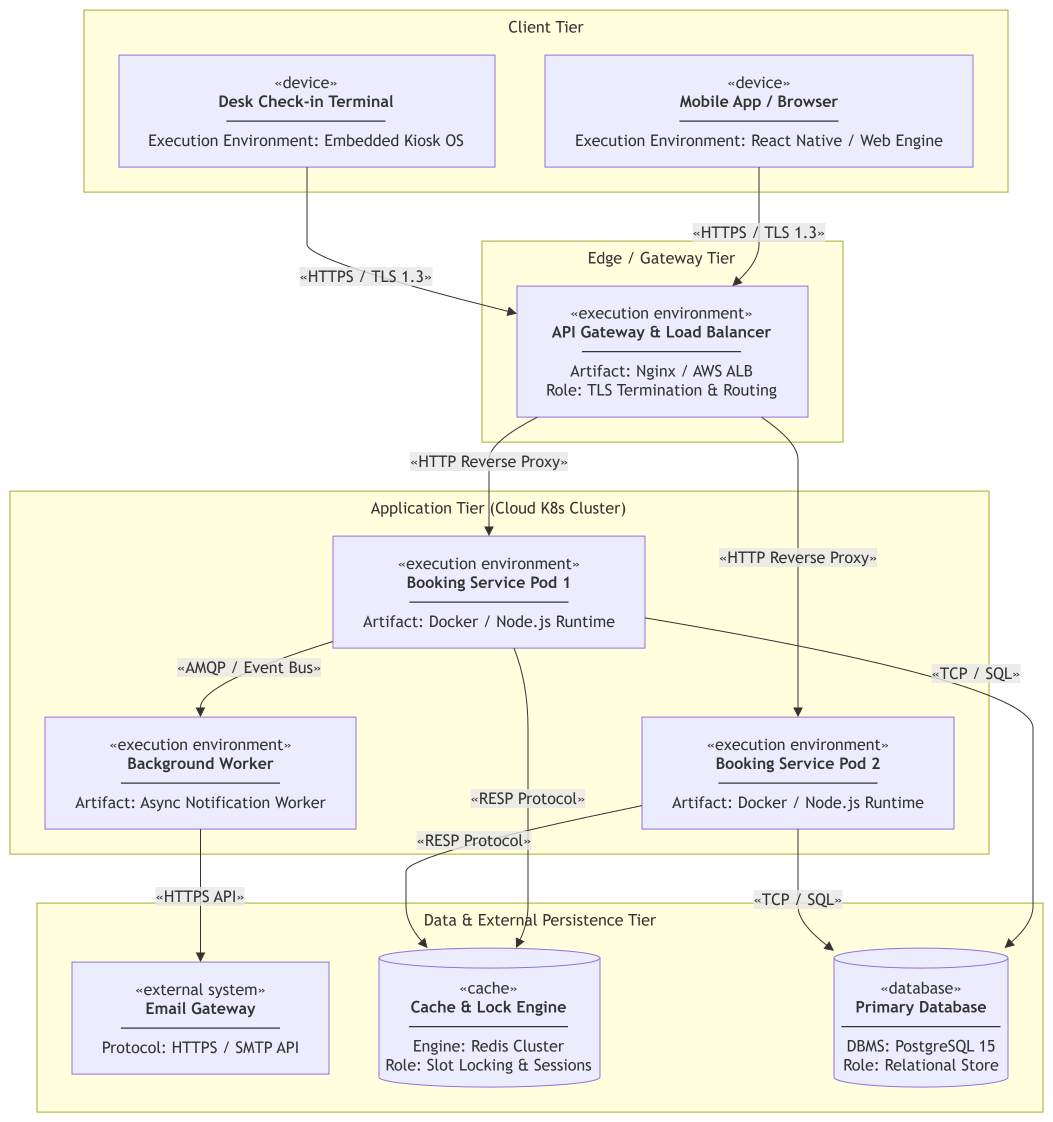 Client Tier
«device»
Desk Check-in Terminal
Execution Environment: Embedded Kiosk OS
«device»
Mobile App / Browser
Execution Environment: React Native / Web Engine
«HTTPS / TLS 1.3»
«HTTPS / TLS 1.3»
Edge / Gateway Tier
«execution environment»
API Gateway & Load Balancer
Artifact: Nginx / AWS ALB
Role: TLS Termination & Routing
«HTTP Reverse Proxy»
«HTTP Reverse Proxy»
Application Tier (Cloud K8s Cluster)
«execution environment»
Booking Service Pod 1
Artifact: Docker / Node.js Runtime
«AMQP / Event Bus»
«TCP / SQL»
«execution environment»
Background Worker
Artifact: Async Notification Worker
«RESP Protocol»
«execution environment»
Booking Service Pod 2
Artifact: Docker / Node.js Runtime
«RESP Protocol»
«HTTPS API»
«TCP / SQL»
Data & External Persistence Tier
«external system»
Email Gateway
Protocol: HTTPS / SMTP API
«cache»
Cache & Lock Engine
Engine: Redis Cluster
Role: Slot Locking & Sessions
«database»
Primary Database
DBMS: PostgreSQL 15
Role: Relational Store